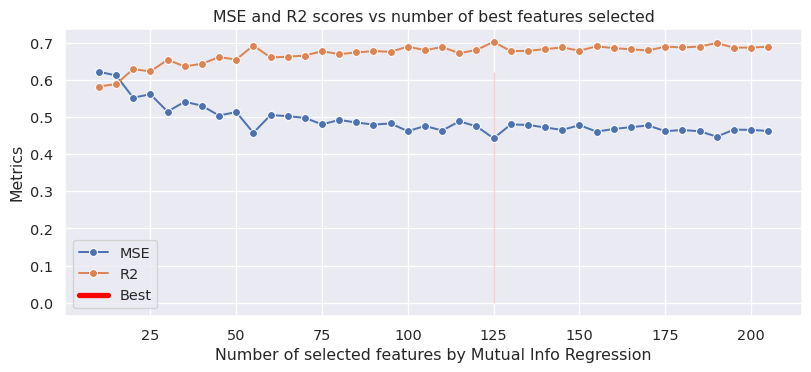 MSE and R2 scores vs number of best features selected
0.7
0.6
0.5
0.4
0.3
0.2
0.1
0.0
Metrics
MSE
R2
Best
25
50
75
100
125
150
175
200
Number of selected features by Mutual Info Regression